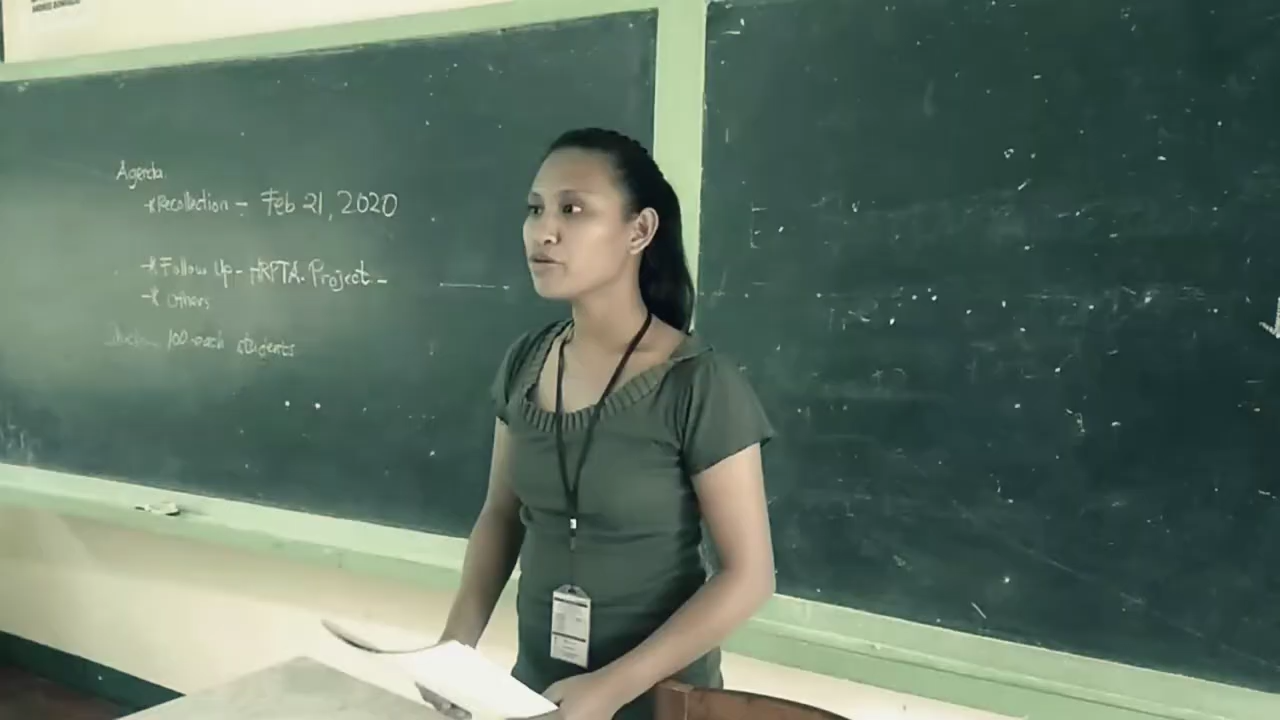 Agenda
*Recollection - Feb 21, 2020
*Follow Up - HRPTA. Project -
* Others
100 each students